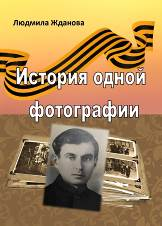 Людмила Жданова
История одной
фотографии